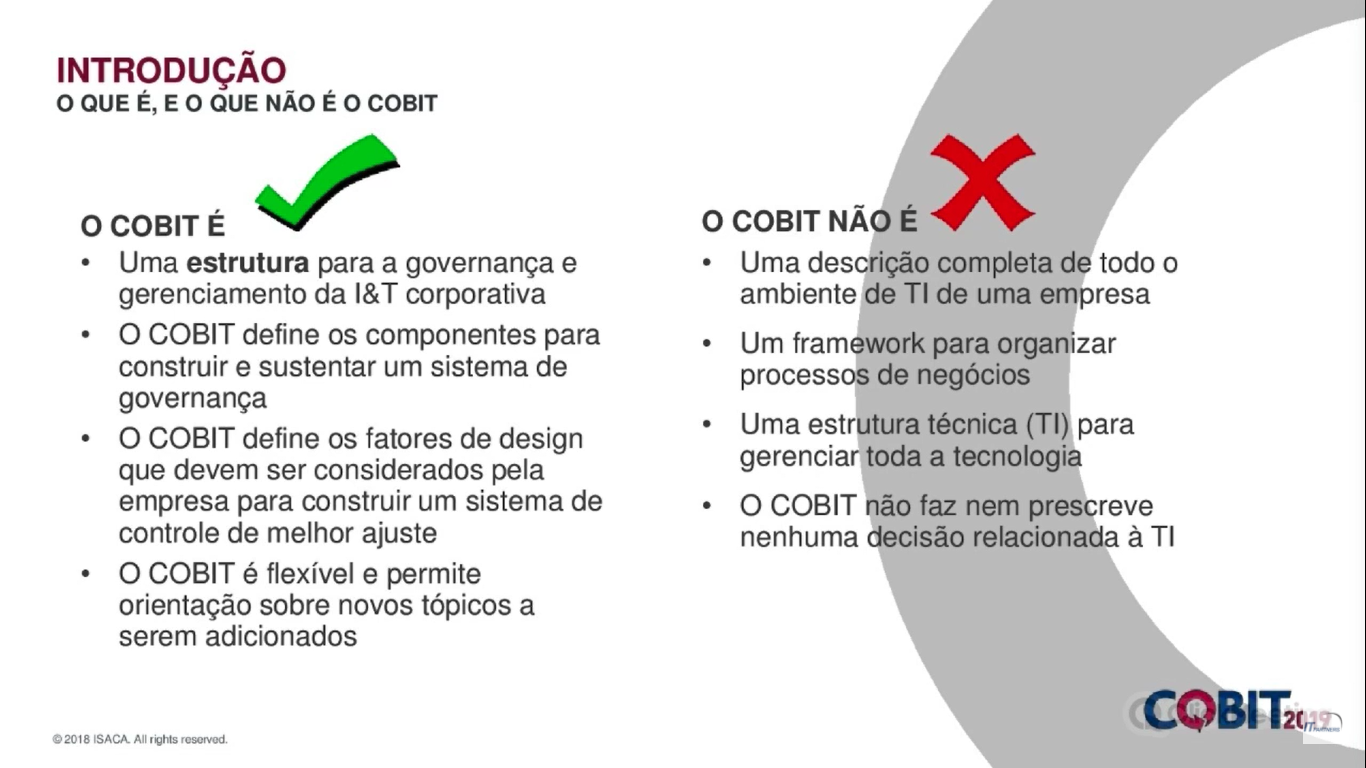 INTRODUÇÃO
O QUE É, E O QUE NÃO É O COBIT
O COBIT É
• Uma estrutura para a governança e
gerenciamento da I&T corporativa
• O COBIT define os componentes para
construir e sustentar um sistema de
governança
• O COBIT define os fatores de design
que devem ser considerados pela
empresa para construir um sistema de
controle de melhor ajuste
• O COBIT é flexível e permite
orientação sobre novos tópicos a
serem adicionados
O COBIT NÃO É
• Uma descrição completa de todo o
ambiente de TI de uma empresa
• Um framework para organizar
processos de negócios
• Uma estrutura técnica (TI) para
gerenciar toda a tecnologia
• O COBIT não faz nem prescreve
nenhuma decisão relacionada à TI
© 2018 ISACA. All rights reserved.
COBIT 2019